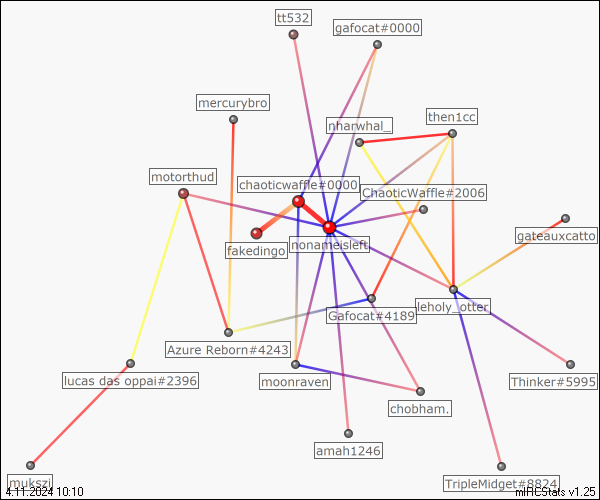 tt532
gafocat#0000
mercurybro
then1cc
nharwhal_
motorthud
chaoticwaffle#0000
ChaoticWaffle#2006
gateauxcatto
nonameisleft
fakedingo
leholy_otter
Gafocat#4189
Azure Reborn#4243
lucas das oppai#2396
moonraven
Thinker#5995
chobham.
amah1246
mukszi
TripleMidget#8824
4.11.2024 10:10
mIRCStats v1.25